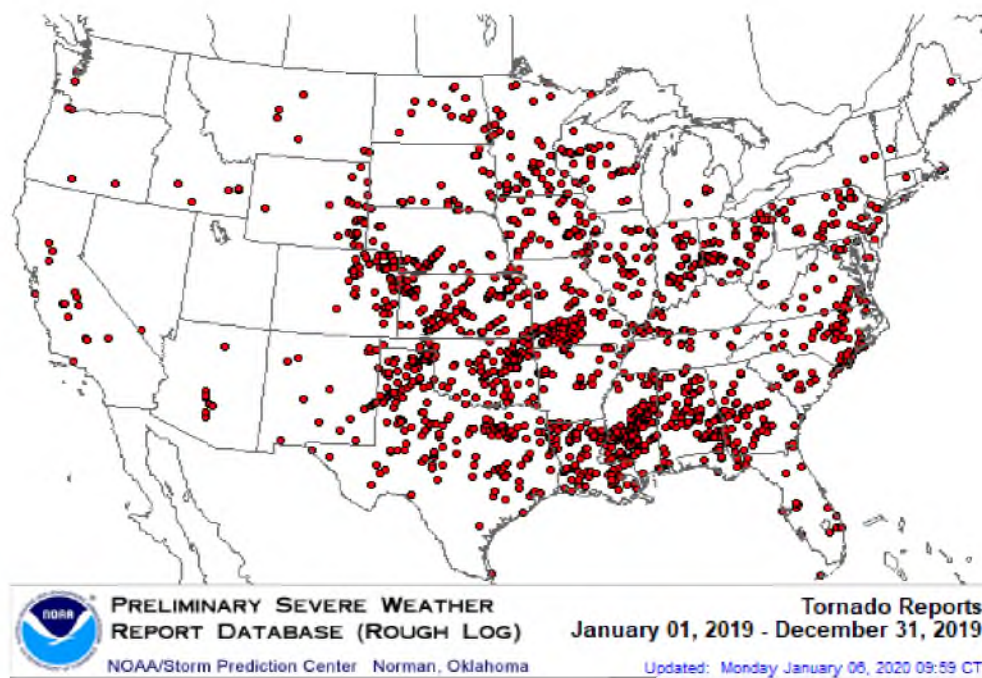 NOAA
PRELIMINARY SEVERE WEATHER
REPORT DATABASE (ROUGH LOG)
NOAA/Storm Prediction Center Norman, Oklahoma
Tornado Reports
January 01, 2019 - December 31, 2019
Updated: Monday January 06, 2020 09:59 CT